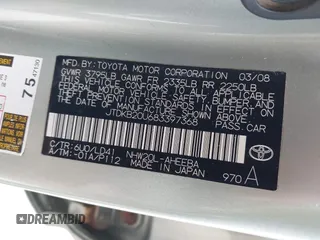 MFD. BY: TOYOTA MOTOR CORPORATION 03/08
GVWR 3795LB GAWR FR 2335LB RR 2250LB
THIS VEHICLE CONFORMS TO ALL APPLICABLE
FEDERAL MOTOR VEHICLE SAFETY, BUMPER, AND
THEFT PREVENTION STANDARDS IN EFFECT ON
THE DATE OF MANUFACTURE SHOWN ABOVE.
JTDKB20U683397368
C/TR: 6U0/LD41 NHW20L-AHEEBA
A/TM: -01A/P112 MADE IN JAPAN 970 A
75
47130
© DREAMBID